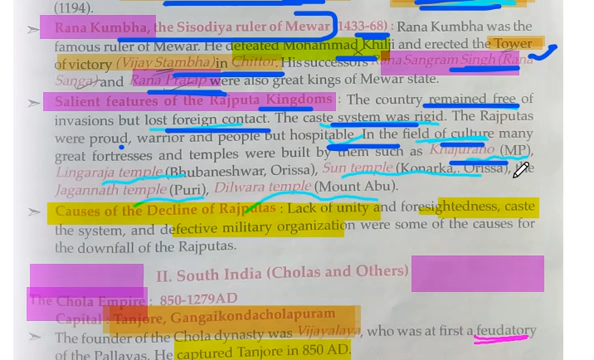 (1194).
➤ Rana Kumbha, the Sisodiya ruler of Mewar (1433-68) : Rana Kumbha was the
famous ruler of Mewar. He defeated Mohammad Khilji and erected the Tower
of victory (Vijay Stambha) in Chittor. His successors Rana Sangram Singh (Rana
Sanga) and Rana Pratap were also great kings of Mewar state.
➤ Salient features of the Rajputa Kingdoms : The country remained free of
invasions but lost foreign contact. The caste system was rigid. The Rajputas
were proud, warrior and people but hospitable. In the field of culture many
great fortresses and temples were built by them such as Khajuraho (MP),
Lingaraja temple (Bhubaneshwar, Orissa), Sun temple (Konarka, Orissa), the
Jagannath temple (Puri), Dilwara temple (Mount Abu).
➤ Causes of the Decline of Rajputas : Lack of unity and foresightedness, caste
the system, and defective military organization were some of the causes for
the downfall of the Rajputas.
II. South India (Cholas and Others)
The Chola Empire : 850-1279AD
Capital : Tanjore, Gangaikondacholapuram
➤ The founder of the Chola dynasty was Vijayalaya, who was at first a feudatory
of the Pallavas. He captured Tanjore in 850 AD.